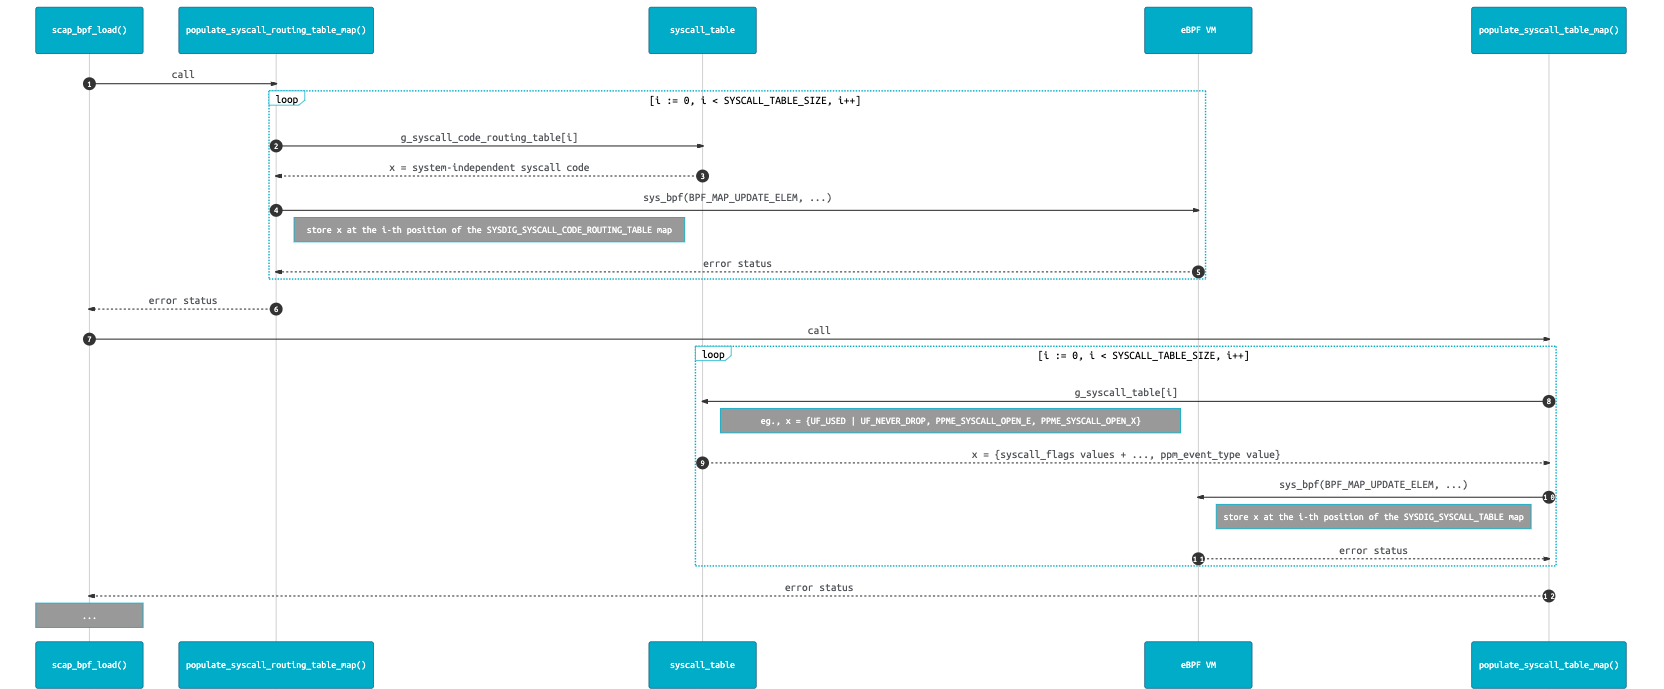 scap_bpf_load()
populate_syscall_routing_table_map()
syscall_table
eBPF VM
populate_syscall_table_map()
1
call
loop
[i := 0, i < SYSCALL_TABLE_SIZE, i++]
g_syscall_code_routing_table[i]
2
x = system-independent syscall code
3
sys_bpf(BPF_MAP_UPDATE_ELEM, ...)
4
store x at the i-th position of the SYSDIG_SYSCALL_CODE_ROUTING_TABLE map
error status
5
error status
6
call
7
loop
[i := 0, i < SYSCALL_TABLE_SIZE, i++]
g_syscall_table[i]
8
eg., x = {UF_USED | UF_NEVER_DROP, PPME_SYSCALL_OPEN_E, PPME_SYSCALL_OPEN_X}
x = {syscall_flags values + ..., ppm_event_type value}
9
sys_bpf(BPF_MAP_UPDATE_ELEM, ...)
10
store x at the i-th position of the SYSDIG_SYSCALL_TABLE map
error status
11
error status
12
...
scap_bpf_load()
populate_syscall_routing_table_map()
syscall_table
eBPF VM
populate_syscall_table_map()